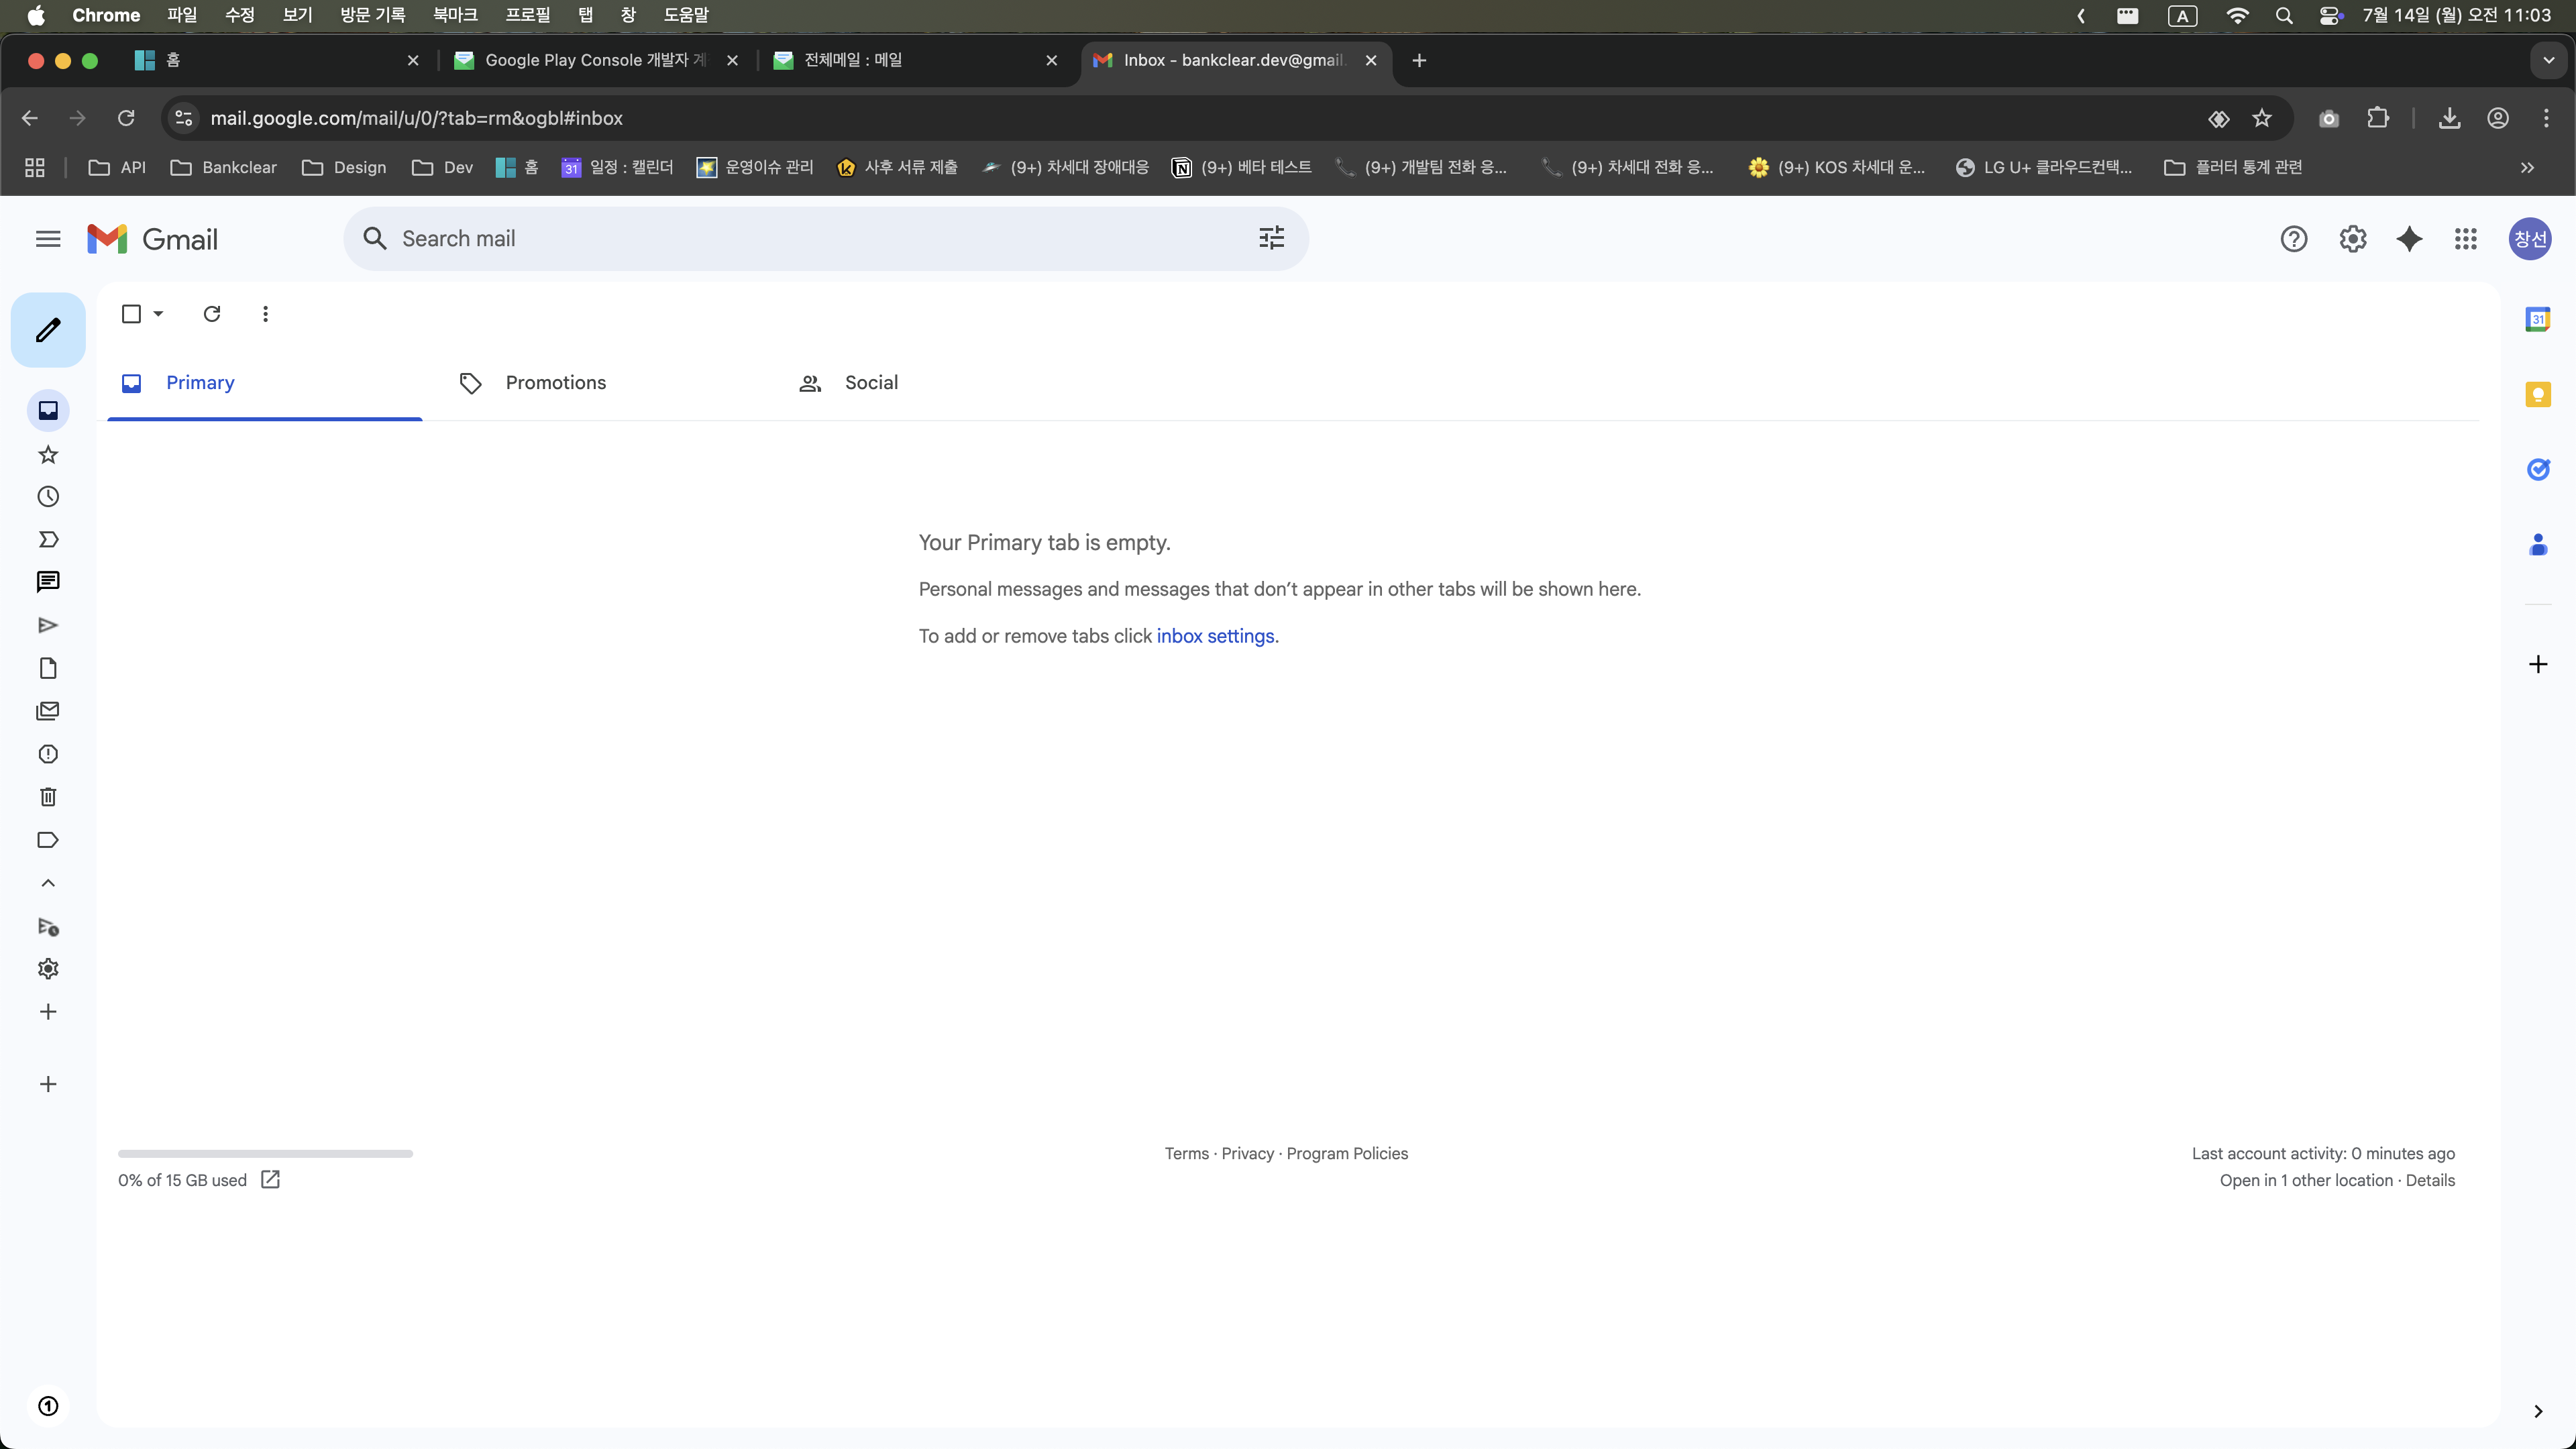 Chrome 파일 수정 보기 방문 기록 북마크 프로필 탭 창 도움말 A 7월 14일 (월) 오전 11:03
홈 Google Play Console 개발자 계 전체메일 : 메일 Inbox - bankclear.dev@gmail.
mail.google.com/mail/u/0/?tab=rm&ogbl#inbox
API Bankclear Design Dev 홈 31 일정 : 캘린더 운영이슈 관리 사후 서류 제출 (9+) 차세대 장애대응 (9+) 베타 테스트 (9+) 개발팀 전화 응... (9+) 차세대 전화 응... (9+) KOS 차세대 운... LG U+ 클라우드컨택... 플러터 통계 관련
Gmail Search mail 창선
31
Primary Promotions Social
Your Primary tab is empty.
Personal messages and messages that don’t appear in other tabs will be shown here.
To add or remove tabs click inbox settings.
Terms · Privacy · Program Policies Last account activity: 0 minutes ago
0% of 15 GB used Open in 1 other location · Details